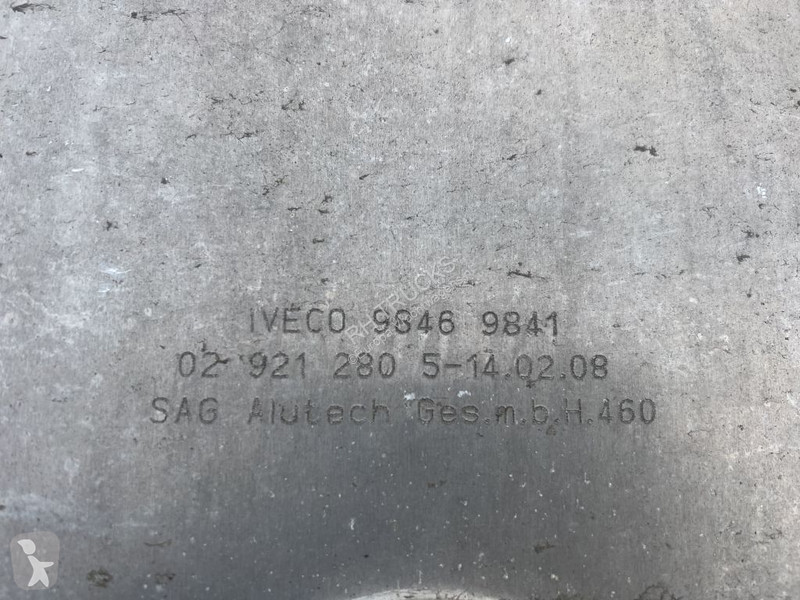 IVECO 9846 9841
02 921 280 5-14.02.08
SAG Alutech Ges.m.b.H.460